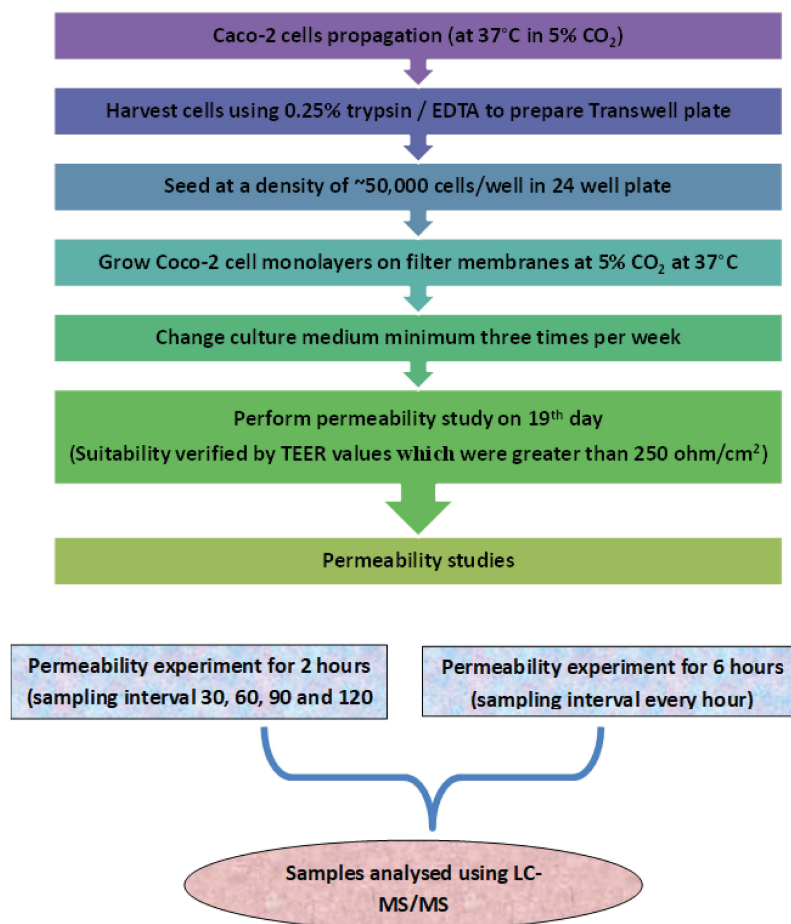 Caco-2 cells propagation (at 37°C in 5% CO₂)
Harvest cells using 0.25% trypsin / EDTA to prepare Transwell plate
Seed at a density of ~50,000 cells/well in 24 well plate
Grow Coco-2 cell monolayers on filter membranes at 5% CO₂ at 37°C
Change culture medium minimum three times per week
Perform permeability study on 19ᵗʰ day
(Suitability verified by TEER values which were greater than 250 ohm/cm²)
Permeability studies
Permeability experiment for 2 hours
(sampling interval 30, 60, 90 and 120
Permeability experiment for 6 hours
(sampling interval every hour)
Samples analysed using LC-
MS/MS